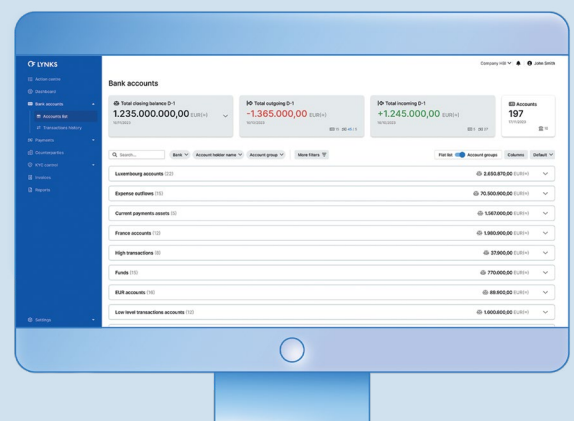 LYNKS
Company Hill
John Smith
Action centre
Dashboard
Bank accounts
Accounts list
Transactions history
Payments
Counterparties
KYC control
Invoices
Reports
Settings
Bank accounts
Total closing balance D-1
1.235.000.000,00 EUR(≈)
Total outgoing D-1
-1.365.000,00 EUR(≈)
Total incoming D-1
+1.245.000,00 EUR(≈)
Accounts
197
Search...
Bank
Account holder name
Account group
More filters
Flat list
Account groups
Columns
Default
Luxembourg accounts (22)
2.650.870,00 EUR(≈)
Expense outflows (15)
70.500.900,00 EUR(≈)
Current payments assets (5)
1.567.000,00 EUR(≈)
France accounts (12)
1.980.900,00 EUR(≈)
High transactions (9)
37.900,00 EUR(≈)
Funds (15)
770.000,00 EUR(≈)
EUR accounts (18)
89.900,00 EUR(≈)
Low level transactions accounts (12)
1.600.600,00 EUR(≈)